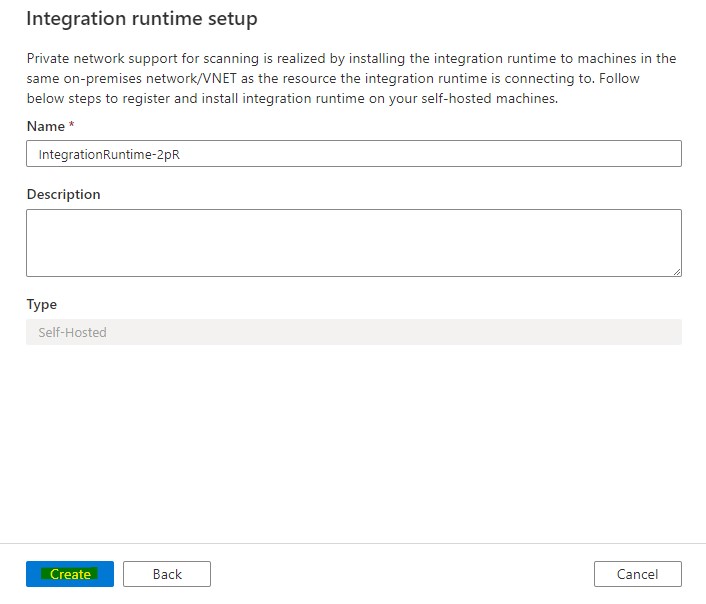 Integration runtime setup
Private network support for scanning is realized by installing the integration runtime to machines in the
same on-premises network/VNET as the resource the integration runtime is connecting to. Follow
below steps to register and install integration runtime on your self-hosted machines.
Name *
IntegrationRuntime-2pR
Description
Type
Self-Hosted
Create Back Cancel